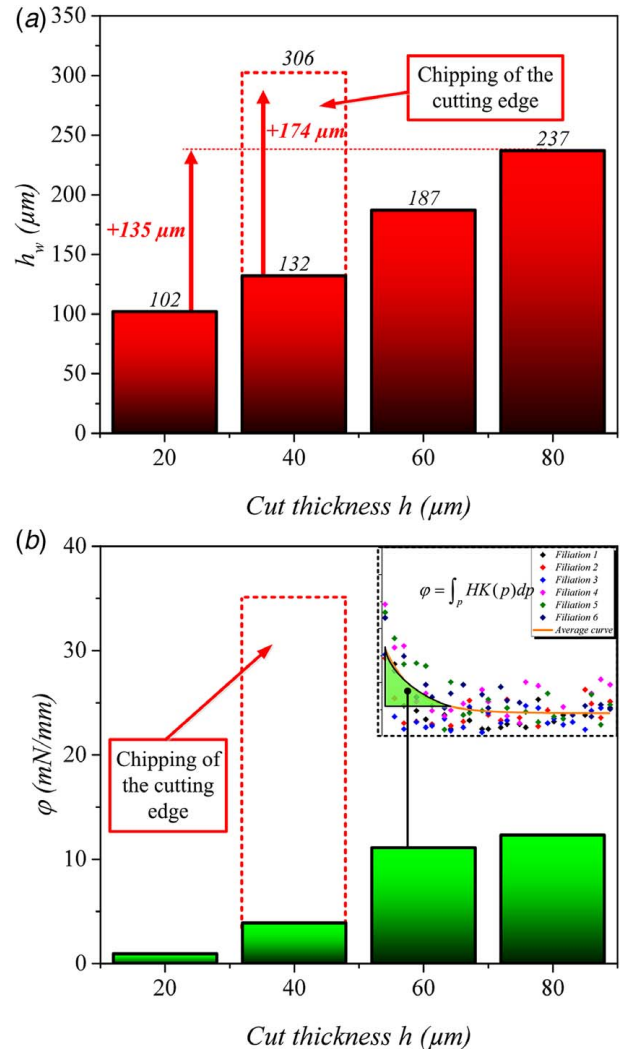 (a)
350
300
250
200
150
100
50
0
h_w (μm)
306
Chipping of the
cutting edge
+174 μm
237
+135 μm
187
132
102
20 40 60 80
Cut thickness h (μm)
(b)
40
30
20
10
0
φ (mN/mm)
φ = ∫_p HK(p)dp
Filiation 1
Filiation 2
Filiation 3
Filiation 4
Filiation 5
Filiation 6
Average curve
Chipping of
the cutting
edge
20 40 60 80
Cut thickness h (μm)